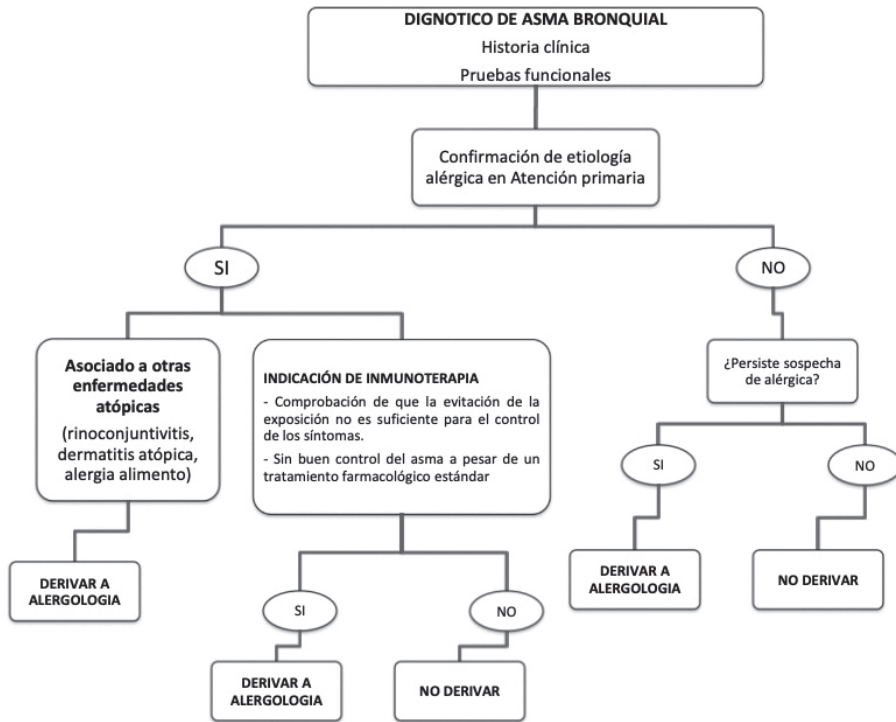 DIGNOTICO DE ASMA BRONQUIAL
Historia clínica
Pruebas funcionales
Confirmación de etiología
alérgica en Atención primaria
SI
NO
Asociado a otras
enfermedades
atópicas
(rinoconjuntivitis,
dermatitis atópica,
alergia alimento)
INDICACIÓN DE INMUNOTERAPIA
- Comprobación de que la evitación de la
exposición no es suficiente para el control
de los síntomas.
- Sin buen control del asma a pesar de un
tratamiento farmacológico estándar
¿Persiste sospecha
de alérgica?
SI
NO
DERIVAR A
ALERGOLOGIA
DERIVAR A
ALERGOLOGIA
NO DERIVAR
SI
NO
DERIVAR A
ALERGOLOGIA
NO DERIVAR